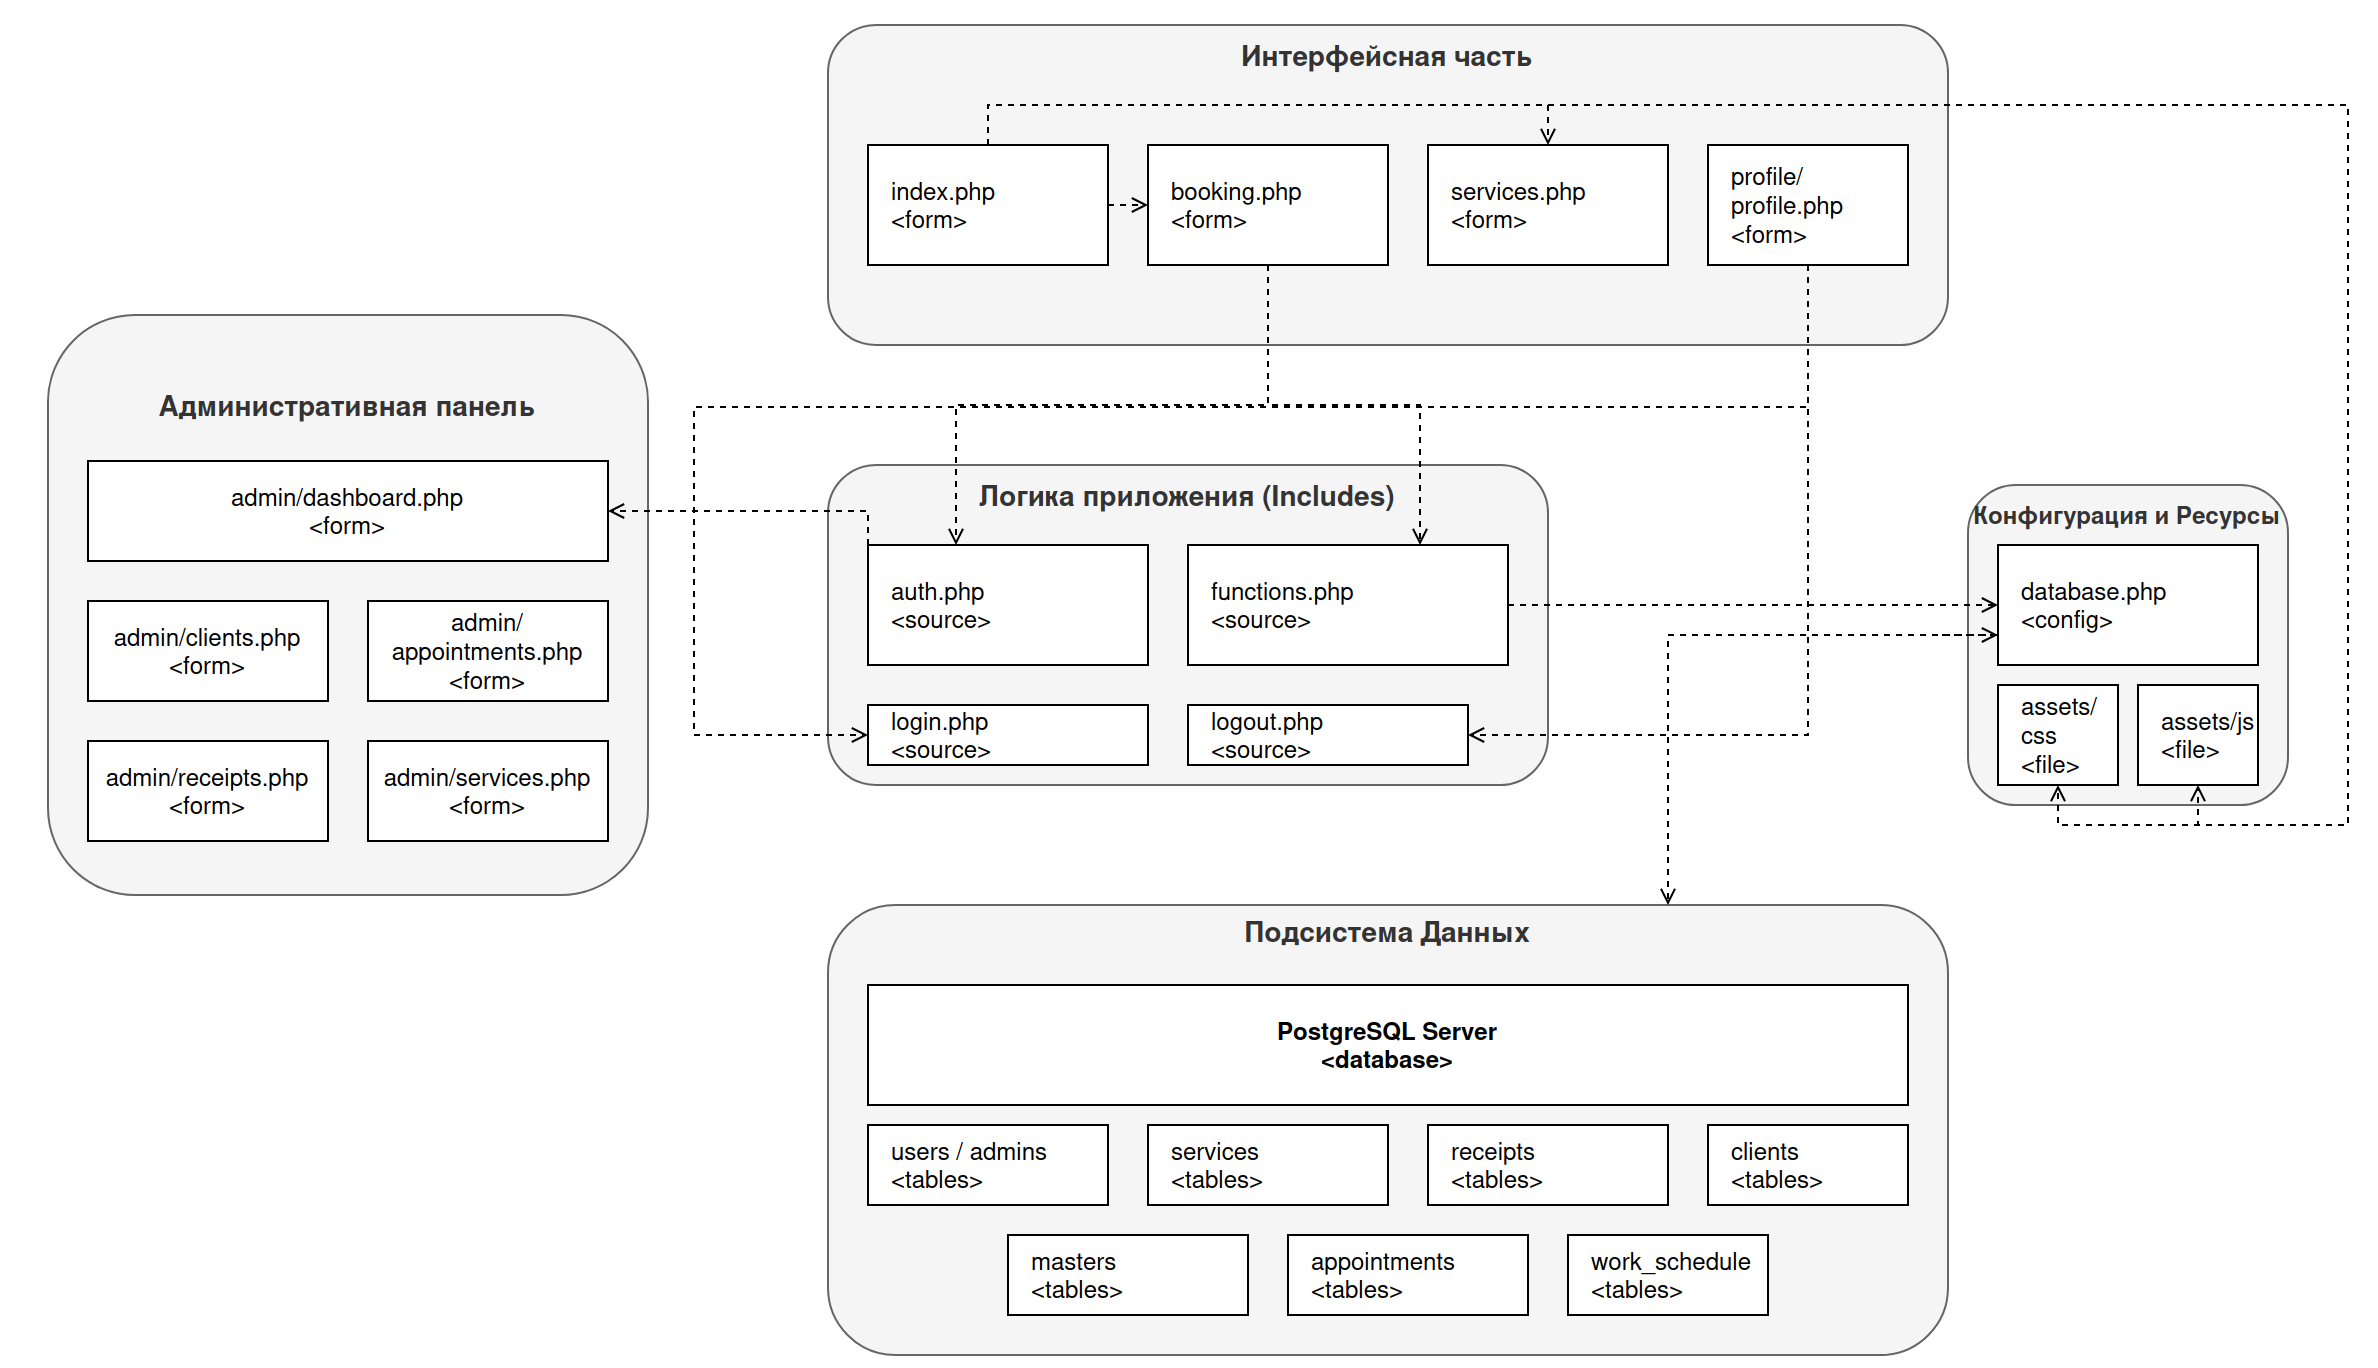 Интерфейсная часть
index.php
<form>
booking.php
<form>
services.php
<form>
profile/
profile.php
<form>
Административная панель
admin/dashboard.php
<form>
admin/clients.php
<form>
admin/
appointments.php
<form>
admin/receipts.php
<form>
admin/services.php
<form>
Логика приложения (Includes)
auth.php
<source>
functions.php
<source>
login.php
<source>
logout.php
<source>
Конфигурация и Ресурсы
database.php
<config>
assets/
css
<file>
assets/js
<file>
Подсистема Данных
PostgreSQL Server
<database>
users / admins
<tables>
services
<tables>
receipts
<tables>
clients
<tables>
masters
<tables>
appointments
<tables>
work_schedule
<tables>